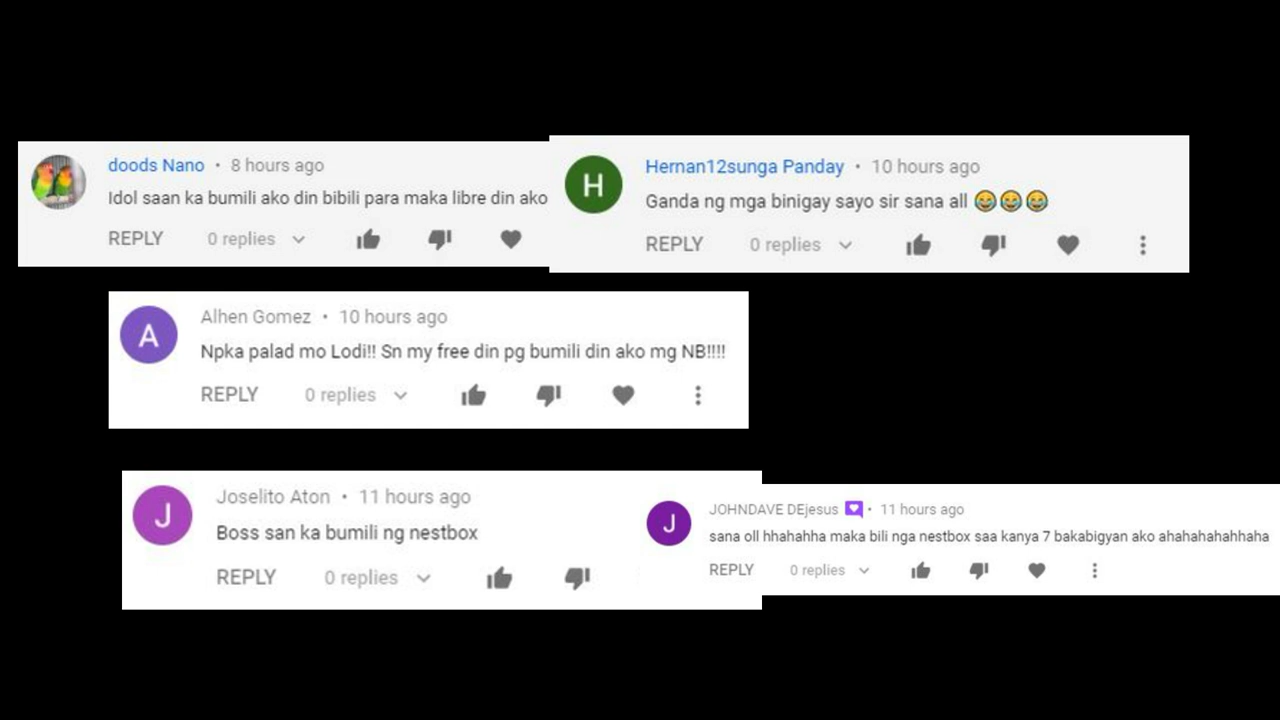 doods Nano • 8 hours ago
Idol saan ka bumili ako din bibili para maka libre din ako
REPLY 0 replies
Hernan12sunga Panday • 10 hours ago
Ganda ng mga binigay sayo sir sana all 😂😂😂
REPLY 0 replies
Alhen Gomez • 10 hours ago
Npka palad mo Lodi!! Sn my free din pg bumili din ako mg NB!!!!
REPLY 0 replies
Joselito Aton • 11 hours ago
Boss san ka bumili ng nestbox
REPLY 0 replies
JOHNDAVE DEjesus • 11 hours ago
sana oll hhahahha maka bili nga nestbox saa kanya 7 bakabigyan ako ahahahahahhaha
REPLY 0 replies